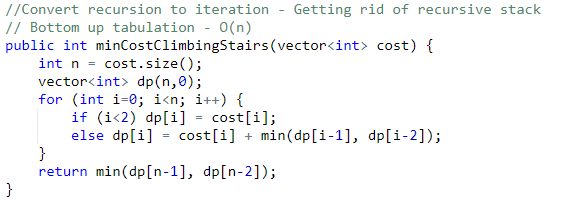 //Convert recursion to iteration - Getting rid of recursive stack
// Bottom up tabulation - O(n)
public int minCostClimbingStairs(vector<int> cost) {
    int n = cost.size();
    vector<int> dp(n,0);
    for (int i=0; i<n; i++) {
        if (i<2) dp[i] = cost[i];
        else dp[i] = cost[i] + min(dp[i-1], dp[i-2]);
    }
    return min(dp[n-1], dp[n-2]);
}